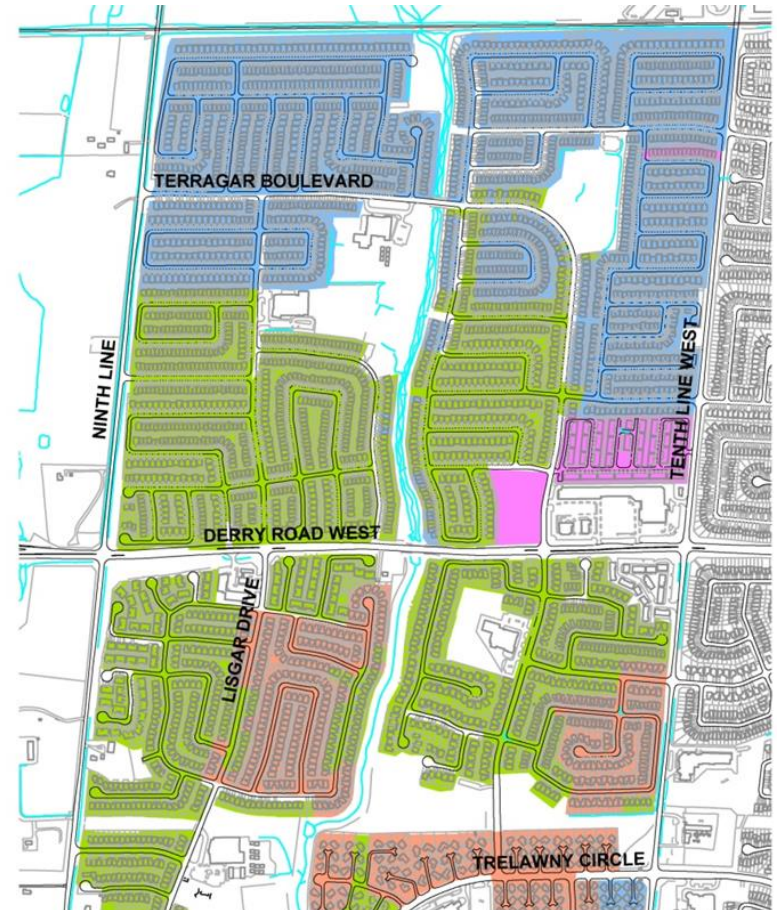 TERRAGAR BOULEVARD
NINTH LINE
TENTH LINE WEST
DERRY ROAD WEST
LISGAR DRIVE
TRELAWNY CIRCLE